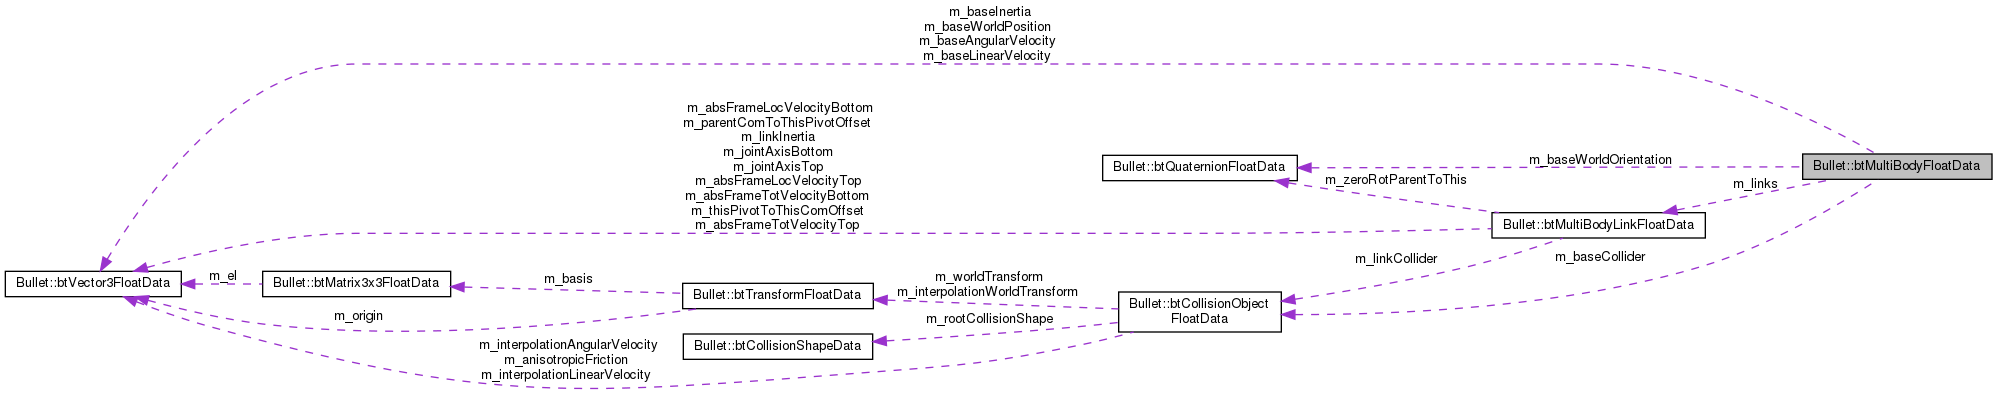 m_baseInertia
m_baseWorldPosition
m_baseAngularVelocity
m_baseLinearVelocity
m_absFrameLocVelocityBottom
m_parentComToThisPivotOffset
m_linkInertia
m_jointAxisBottom
m_jointAxisTop
m_absFrameLocVelocityTop
m_absFrameTotVelocityBottom
m_thisPivotToThisComOffset
m_absFrameTotVelocityTop
Bullet::btQuaternionFloatData
m_baseWorldOrientation
Bullet::btMultiBodyFloatData
m_zeroRotParentToThis
m_links
Bullet::btMultiBodyLinkFloatData
m_linkCollider
m_baseCollider
Bullet::btVector3FloatData
m_el
Bullet::btMatrix3x3FloatData
m_basis
Bullet::btTransformFloatData
m_worldTransform
m_interpolationWorldTransform
Bullet::btCollisionObject
FloatData
m_origin
m_rootCollisionShape
Bullet::btCollisionShapeData
m_interpolationAngularVelocity
m_anisotropicFriction
m_interpolationLinearVelocity